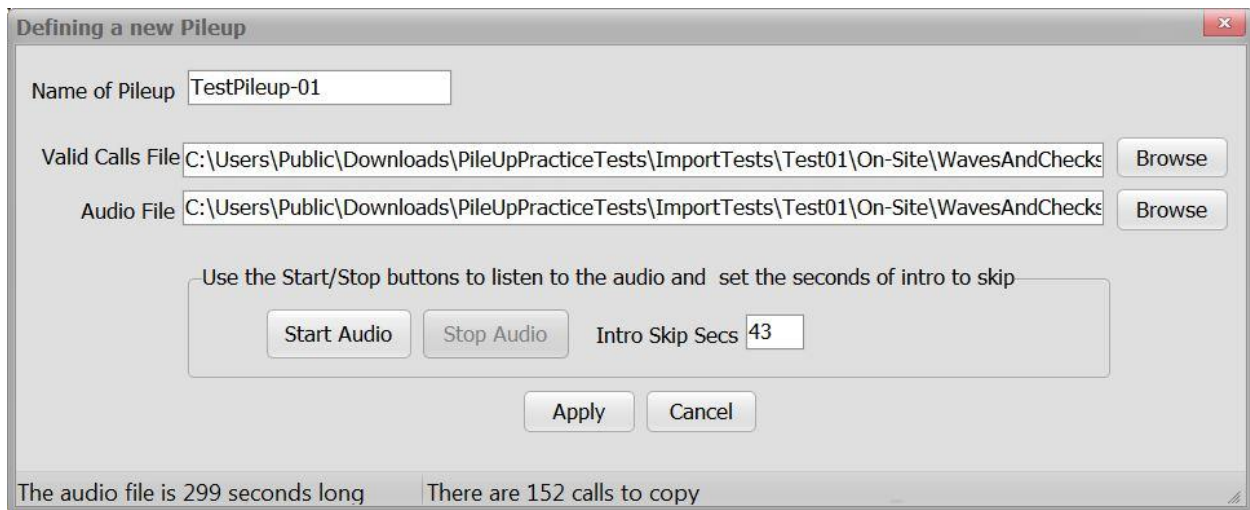 Defining a new Pileup
Name of Pileup TestPileup-01
Valid Calls File C:\Users\Public\Downloads\PileUpPracticeTests\ImportTests\Test01\On-Site\WavesAndChecks Browse
Audio File C:\Users\Public\Downloads\PileUpPracticeTests\ImportTests\Test01\On-Site\WavesAndChecks Browse
Use the Start/Stop buttons to listen to the audio and set the seconds of intro to skip
Start Audio Stop Audio Intro Skip Secs 43
Apply Cancel
The audio file is 299 seconds long There are 152 calls to copy